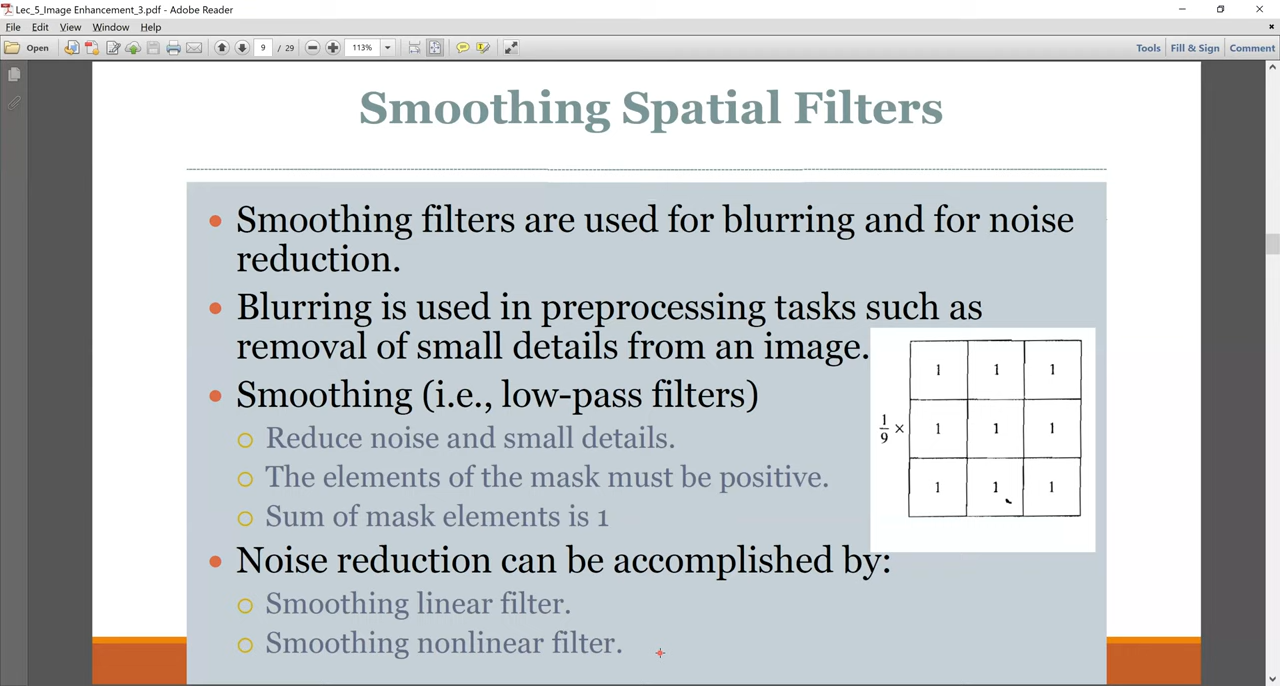 Lec_5_Image Enhancement_3.pdf - Adobe Reader
File Edit View Window Help
Open 9 / 29 113% Tools Fill & Sign Comment
Smoothing Spatial Filters
• Smoothing filters are used for blurring and for noise
reduction.
• Blurring is used in preprocessing tasks such as
removal of small details from an image.
• Smoothing (i.e., low-pass filters)
○ Reduce noise and small details.
○ The elements of the mask must be positive.
○ Sum of mask elements is 1
• Noise reduction can be accomplished by:
○ Smoothing linear filter.
○ Smoothing nonlinear filter.
1 1 1
1/9 × 1 1 1
1 1 1